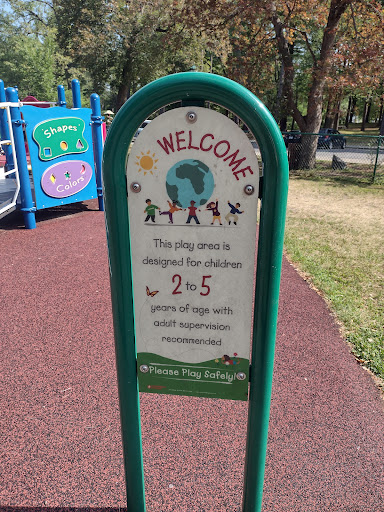 Shapes
Colors
WELCOME
This play area is
designed for children
2 to 5
years of age with
adult supervision
recommended
Please Play Safely!